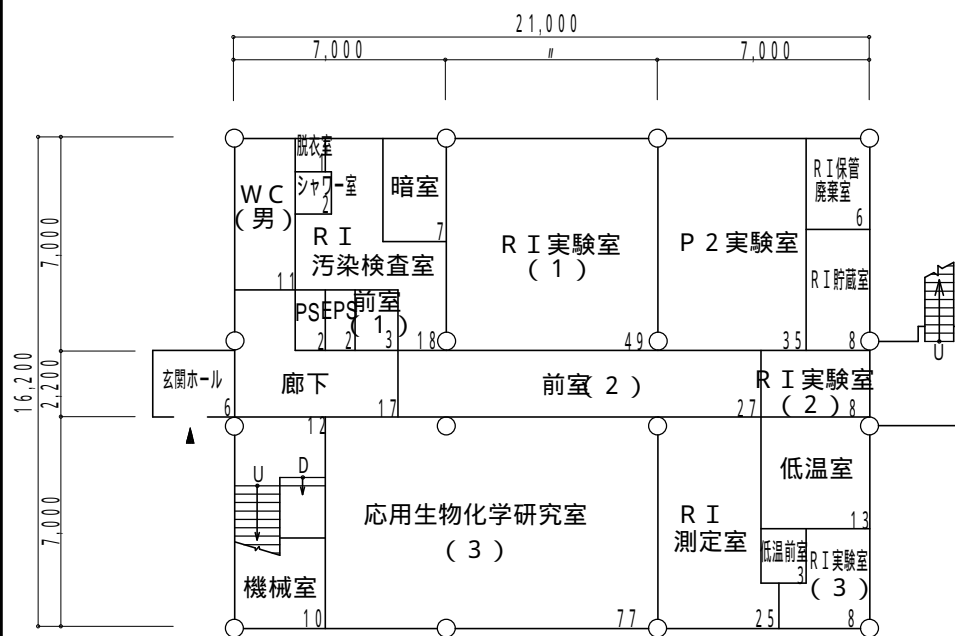 21,000
7,000
〃
7,000
16,200
7,000
2,200
7,000
脱衣室
1
シャワー室
2
WC
(男)
11
RI
汚染検査室
18
暗室
7
RI実験室
(1)
49
P2実験室
35
RI保管
廃棄室
6
RI貯蔵室
8
PS
2
EPS
2
前室
(1)
3
U
玄関ホール
6
廊下
17
前室(2)
27
RI実験室
(2)
8
12
U
D
機械室
10
応用生物化学研究室
(3)
77
RI
測定室
25
低温室
13
低温前室
3
RI実験室
(3)
8